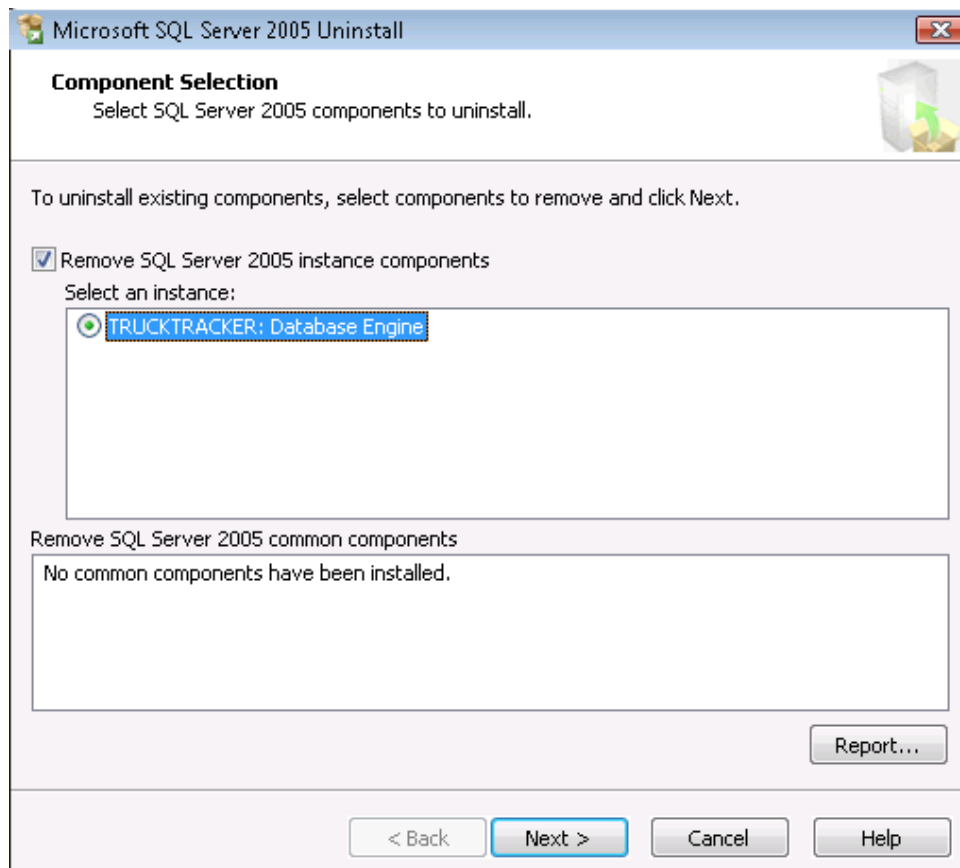 Microsoft SQL Server 2005 Uninstall
Component Selection
Select SQL Server 2005 components to uninstall.
To uninstall existing components, select components to remove and click Next.
Remove SQL Server 2005 instance components
Select an instance:
TRUCKTRACKER: Database Engine
Remove SQL Server 2005 common components
No common components have been installed.
Report...
< Back Next > Cancel Help